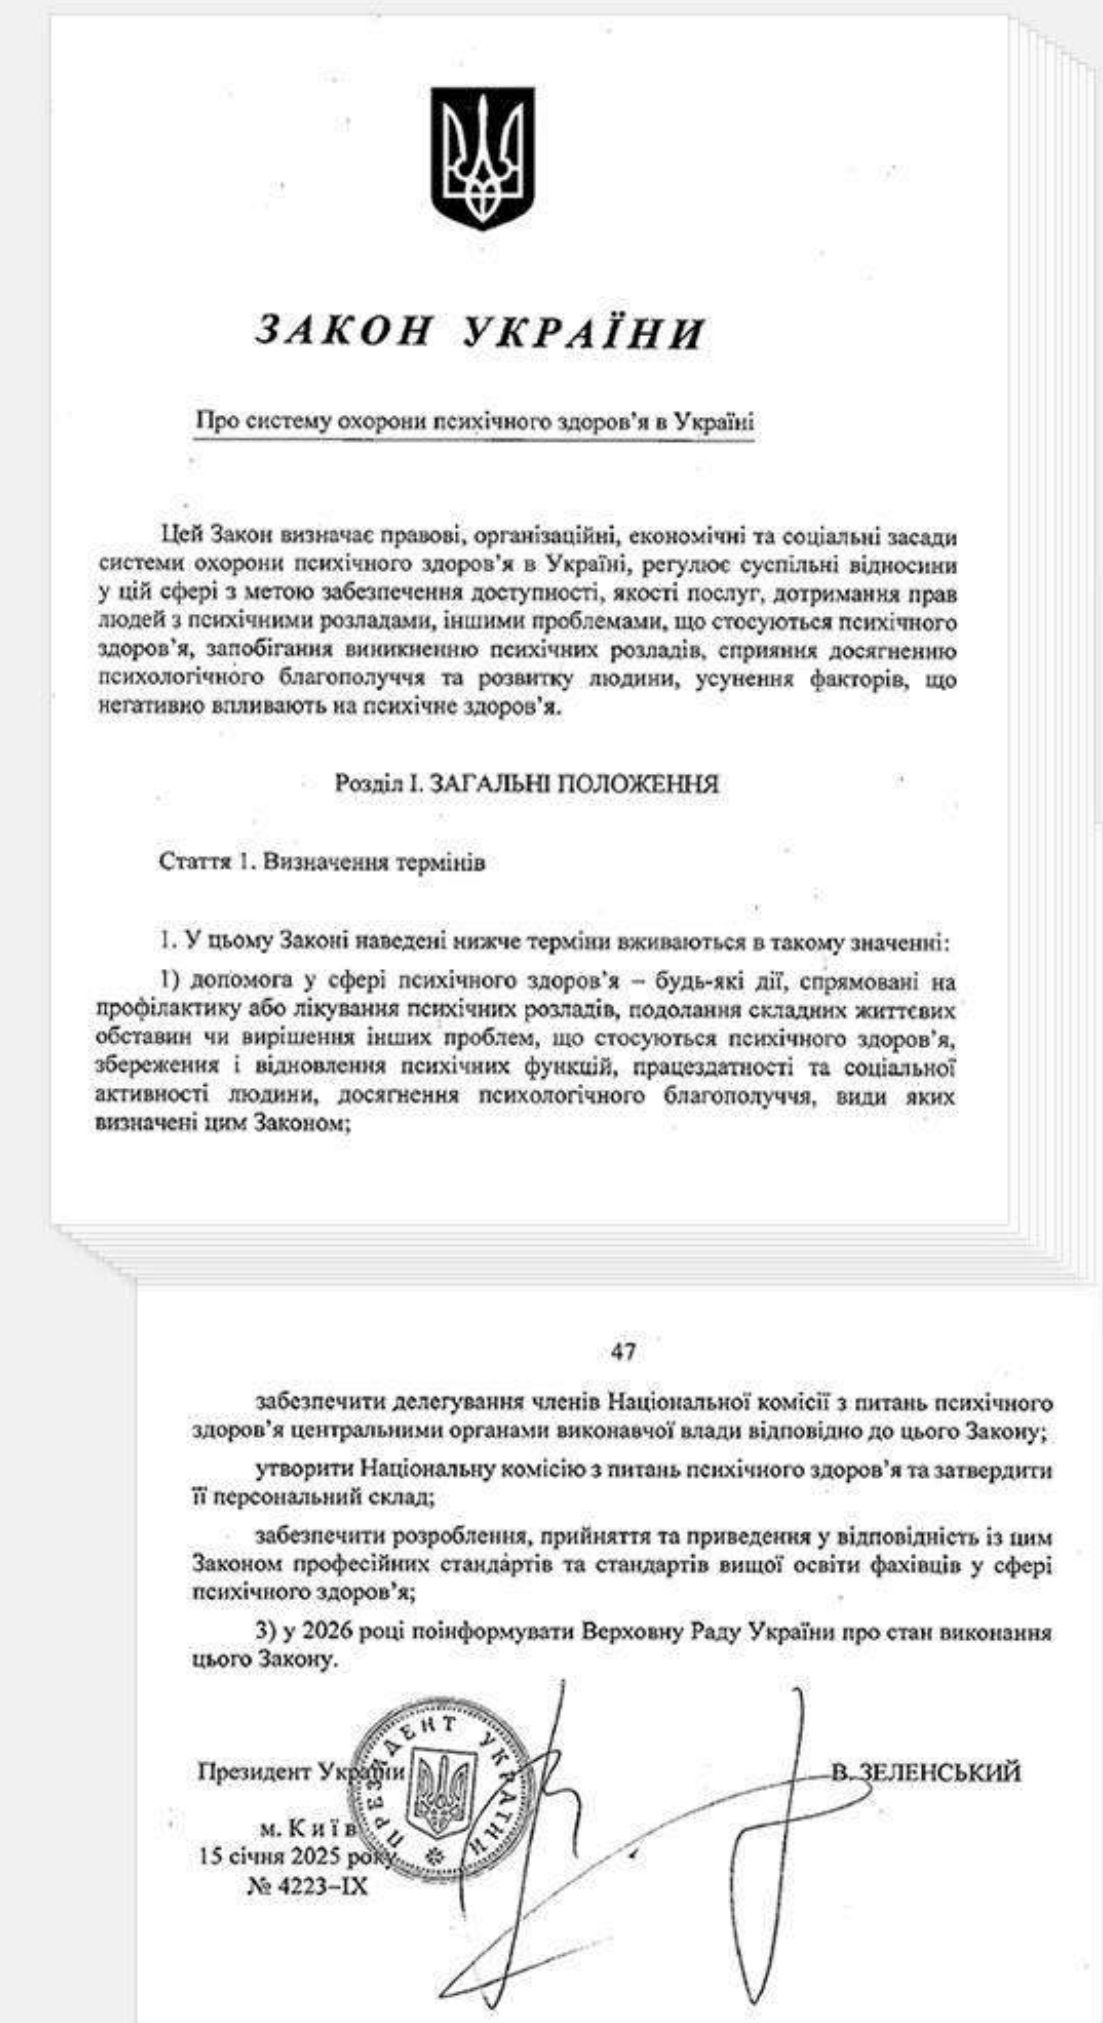 ЗАКОН УКРАЇНИ
Про систему охорони психічного здоров’я в Україні
Цей Закон визначає правові, організаційні, економічні та соціальні засади
системи охорони психічного здоров’я в Україні, регулює суспільні відносини
у цій сфері з метою забезпечення доступності, якості послуг, дотримання прав
людей з психічними розладами, іншими проблемами, що стосуються психічного
здоров’я, запобігання виникненню психічних розладів, сприяння досягненню
психологічного благополуччя та розвитку людини, усунення факторів, що
негативно впливають на психічне здоров’я.
Розділ I. ЗАГАЛЬНІ ПОЛОЖЕННЯ
Стаття 1. Визначення термінів
1. У цьому Законі наведені нижче терміни вживаються в такому значенні:
1) допомога у сфері психічного здоров’я – будь-які дії, спрямовані на
профілактику або лікування психічних розладів, подолання складних життєвих
обставин чи вирішення інших проблем, що стосуються психічного здоров’я,
збереження і відновлення психічних функцій, працездатності та соціальної
активності людини, досягнення психологічного благополуччя, види яких
визначені цим Законом;
47
забезпечити делегування членів Національної комісії з питань психічного
здоров’я центральними органами виконавчої влади відповідно до цього Закону;
утворити Національну комісію з питань психічного здоров’я та затвердити
її персональний склад;
забезпечити розроблення, прийняття та приведення у відповідність із цим
Законом професійних стандартів та стандартів вищої освіти фахівців у сфері
психічного здоров’я;
3) у 2026 році поінформувати Верховну Раду України про стан виконання
цього Закону.
ПРЕЗИДЕНТ УКРАЇНИ
Президент України В. ЗЕЛЕНСЬКИЙ
м. Київ
15 січня 2025 року
№ 4223–IX